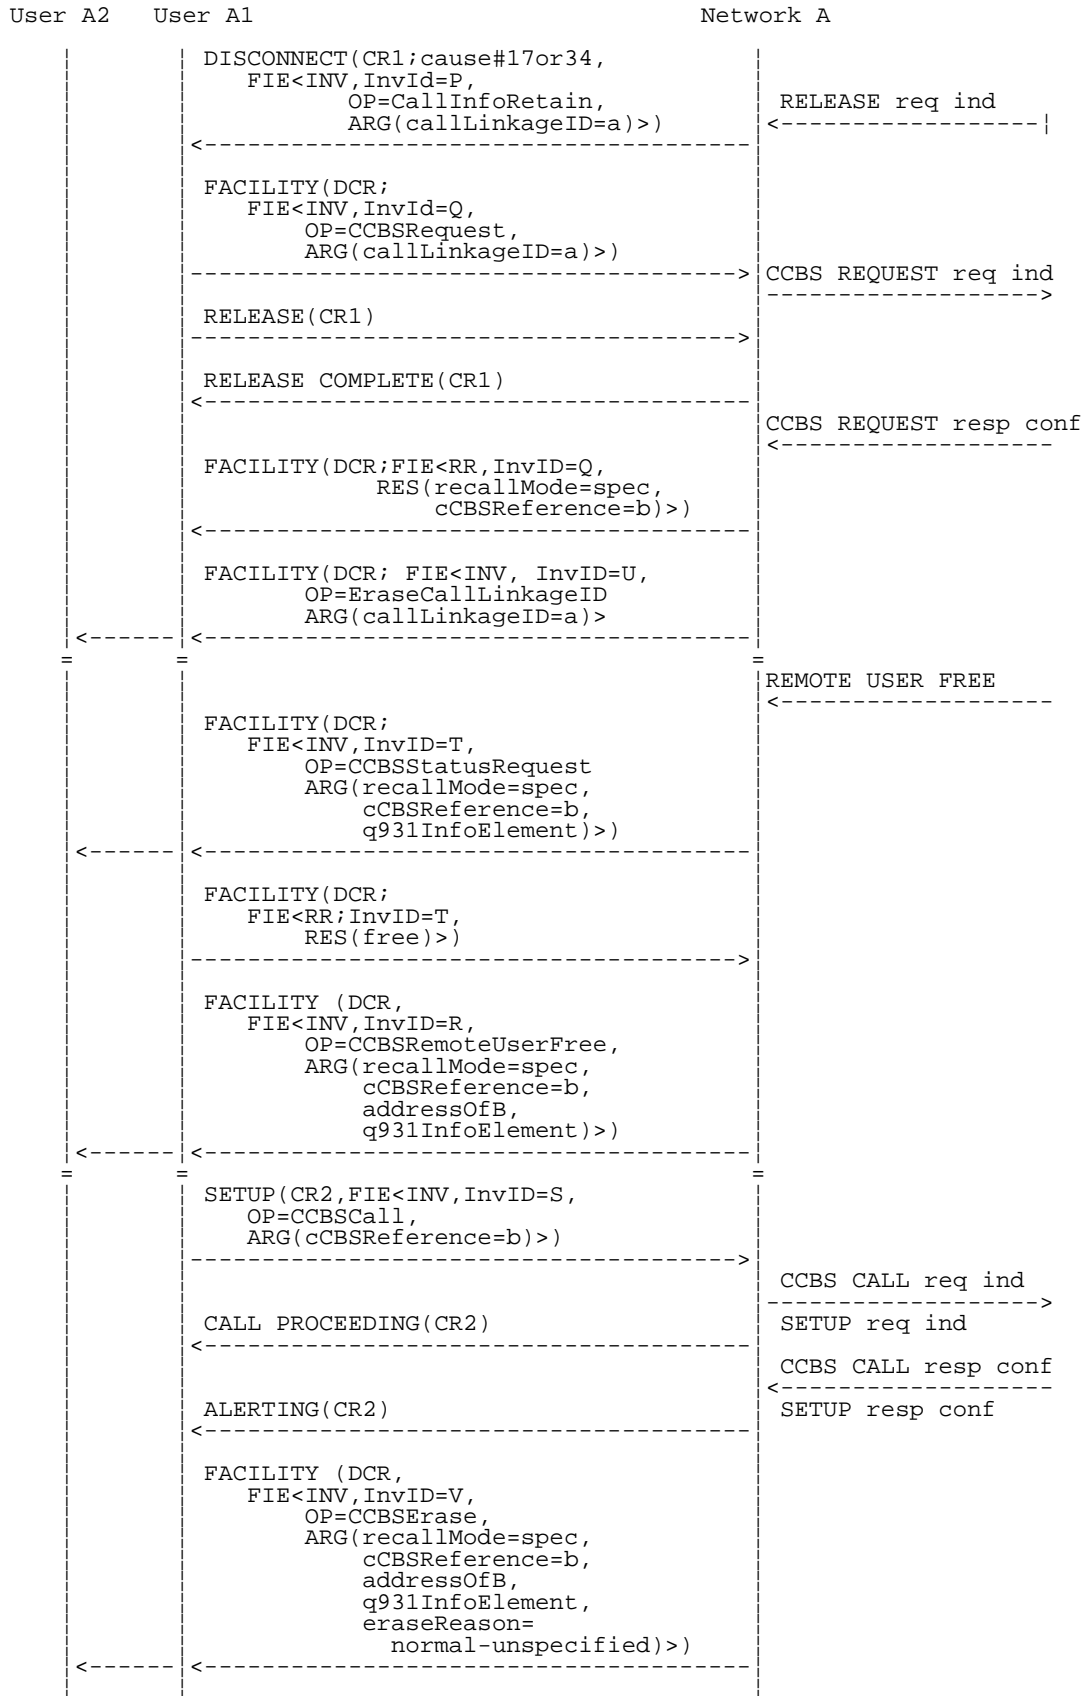 User A2 User A1 Network A
DISCONNECT(CR1;cause#17or34,
FIE<INV,InvId=P,
OP=CallInfoRetain,
RELEASE req ind
ARG(callLinkageID=a)>)
FACILITY(DCR;
FIE<INV,InvId=Q,
OP=CCBSRequest,
ARG(callLinkageID=a)>)
CCBS REQUEST req ind
RELEASE(CR1)
RELEASE COMPLETE(CR1)
CCBS REQUEST resp conf
FACILITY(DCR;FIE<RR,InvID=Q,
RES(recallMode=spec,
cCBSReference=b)>)
FACILITY(DCR; FIE<INV, InvID=U,
OP=EraseCallLinkageID
ARG(callLinkageID=a)>
REMOTE USER FREE
FACILITY(DCR;
FIE<INV,InvID=T,
OP=CCBSStatusRequest
ARG(recallMode=spec,
cCBSReference=b,
q931InfoElement)>)
FACILITY(DCR;
FIE<RR;InvID=T,
RES(free)>)
FACILITY (DCR,
FIE<INV,InvID=R,
OP=CCBSRemoteUserFree,
ARG(recallMode=spec,
cCBSReference=b,
addressOfB,
q931InfoElement)>)
SETUP(CR2,FIE<INV,InvID=S,
OP=CCBSCall,
ARG(cCBSReference=b)>)
CCBS CALL req ind
CALL PROCEEDING(CR2)
SETUP req ind
CCBS CALL resp conf
ALERTING(CR2)
SETUP resp conf
FACILITY (DCR,
FIE<INV,InvID=V,
OP=CCBSErase,
ARG(recallMode=spec,
cCBSReference=b,
addressOfB,
q931InfoElement,
eraseReason=
normal-unspecified)>)